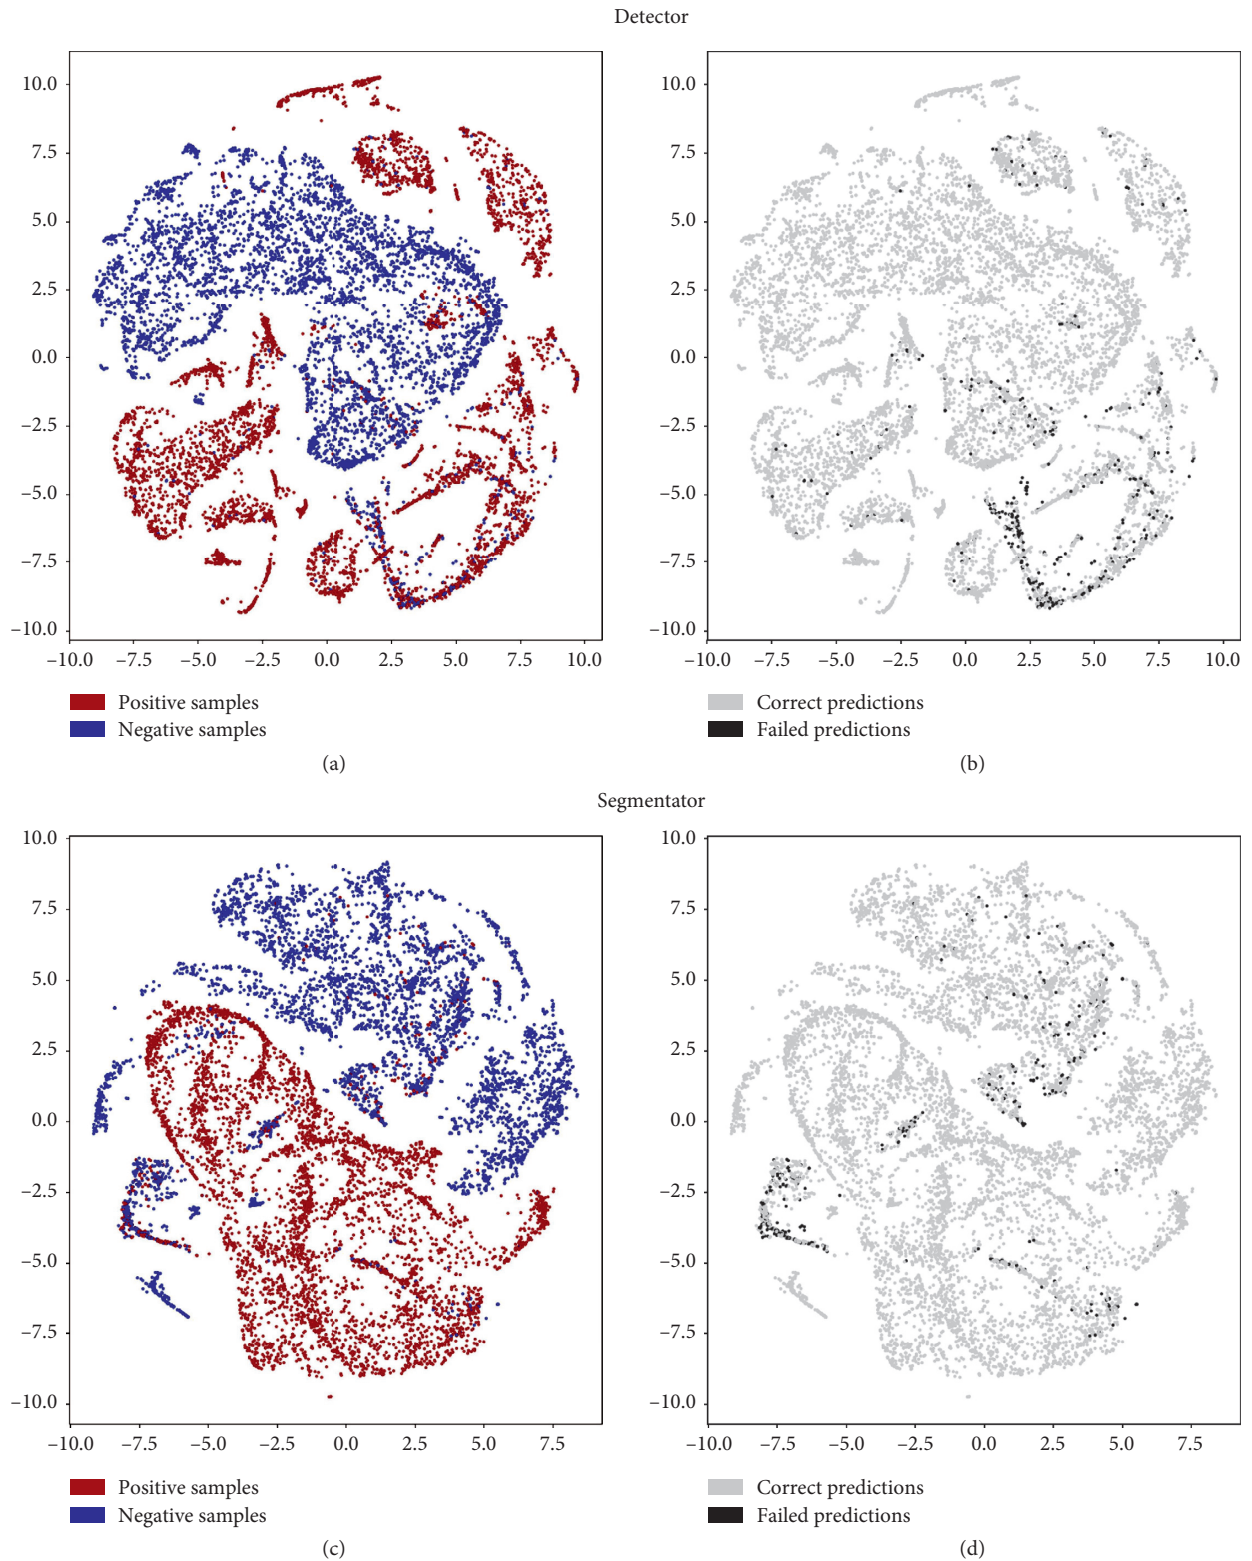 Detector
10.0
7.5
5.0
2.5
0.0
–2.5
–5.0
–7.5
–10.0
–10.0 –7.5 –5.0 –2.5 0.0 2.5 5.0 7.5 10.0
Positive samples
Negative samples
(a)
10.0
7.5
5.0
2.5
0.0
–2.5
–5.0
–7.5
–10.0
–10.0 –7.5 –5.0 –2.5 0.0 2.5 5.0 7.5 10.0
Correct predictions
Failed predictions
(b)
Segmentator
10.0
7.5
5.0
2.5
0.0
–2.5
–5.0
–7.5
–10.0
–10.0 –7.5 –5.0 –2.5 0.0 2.5 5.0 7.5
Positive samples
Negative samples
(c)
10.0
7.5
5.0
2.5
0.0
–2.5
–5.0
–7.5
–10.0
–10.0 –7.5 –5.0 –2.5 0.0 2.5 5.0 7.5
Correct predictions
Failed predictions
(d)